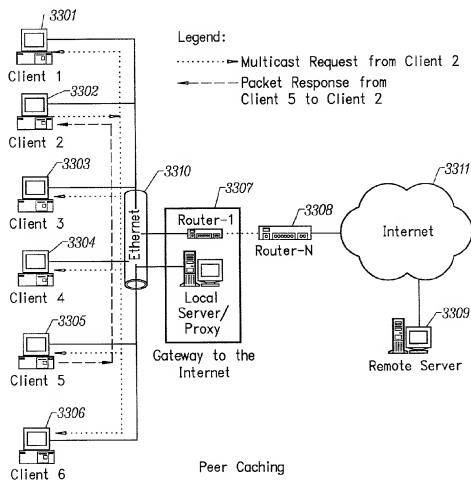 3301
Client 1
3302
Client 2
3303
Client 3
3304
Client 4
3305
Client 5
3306
Client 6
Legend:
Multicast Request from Client 2
Packet Response from
Client 5 to Client 2
3310
Ethernet
3307
Router-1
Local
Server/
Proxy
Gateway to the
Internet
3308
Router-N
3311
Internet
3309
Remote Server
Peer Caching